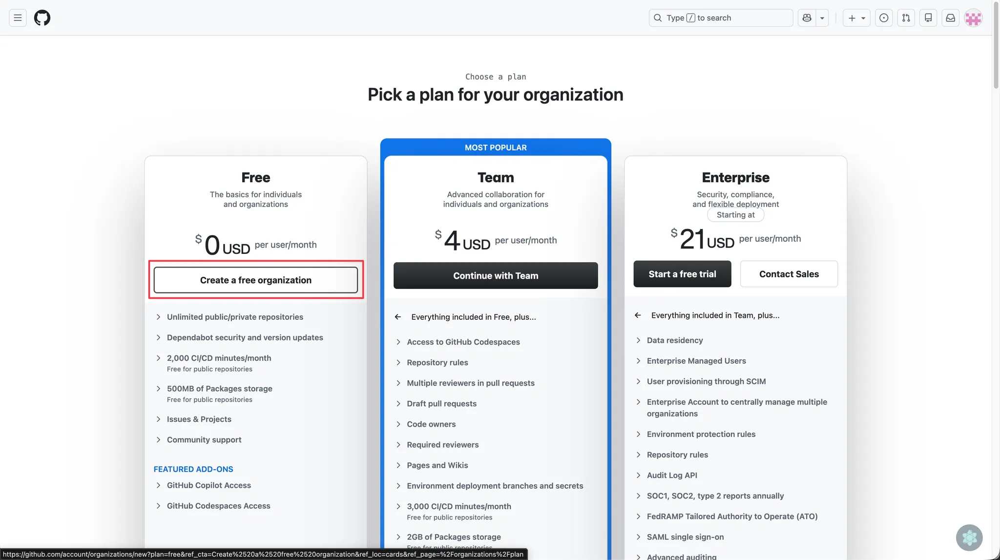 Type / to search
Choose a plan
Pick a plan for your organization
Free
The basics for individuals
and organizations
$0 USD per user/month
Create a free organization
Unlimited public/private repositories
Dependabot security and version updates
2,000 CI/CD minutes/month
Free for public repositories
500MB of Packages storage
Free for public repositories
Issues & Projects
Community support
FEATURED ADD-ONS
GitHub Copilot Access
GitHub Codespaces Access
MOST POPULAR
Team
Advanced collaboration for
individuals and organizations
$4 USD per user/month
Continue with Team
Everything included in Free, plus...
Access to GitHub Codespaces
Repository rules
Multiple reviewers in pull requests
Draft pull requests
Code owners
Required reviewers
Pages and Wikis
Environment deployment branches and secrets
3,000 CI/CD minutes/month
Free for public repositories
2GB of Packages storage
Free for public repositories
Enterprise
Security, compliance,
and flexible deployment
Starting at
$21 USD per user/month
Start a free trial
Contact Sales
Everything included in Team, plus...
Data residency
Enterprise Managed Users
User provisioning through SCIM
Enterprise Account to centrally manage multiple
organizations
Environment protection rules
Repository rules
Audit Log API
SOC1, SOC2, type 2 reports annually
FedRAMP Tailored Authority to Operate (ATO)
SAML single sign-on
Advanced auditing
https://github.com/account/organizations/new?plan=free&ref_cta=Create%2520a%2520free%2520organization&ref_loc=cards&ref_page=%2Forganizations%2Fplan